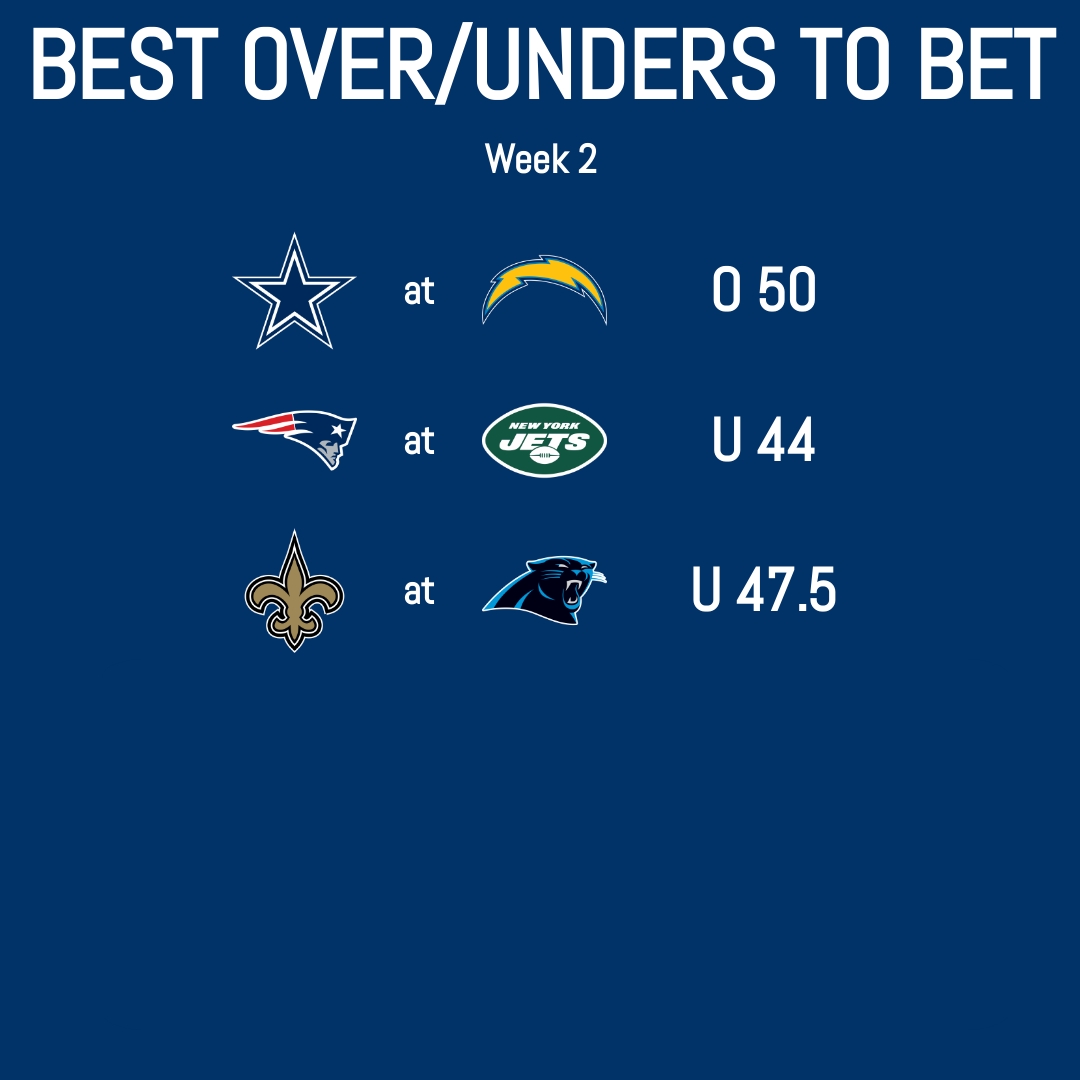 BEST OVER/UNDERS TO BET
Week 2
at O 50
at NEW YORK JETS U 44
at U 47.5